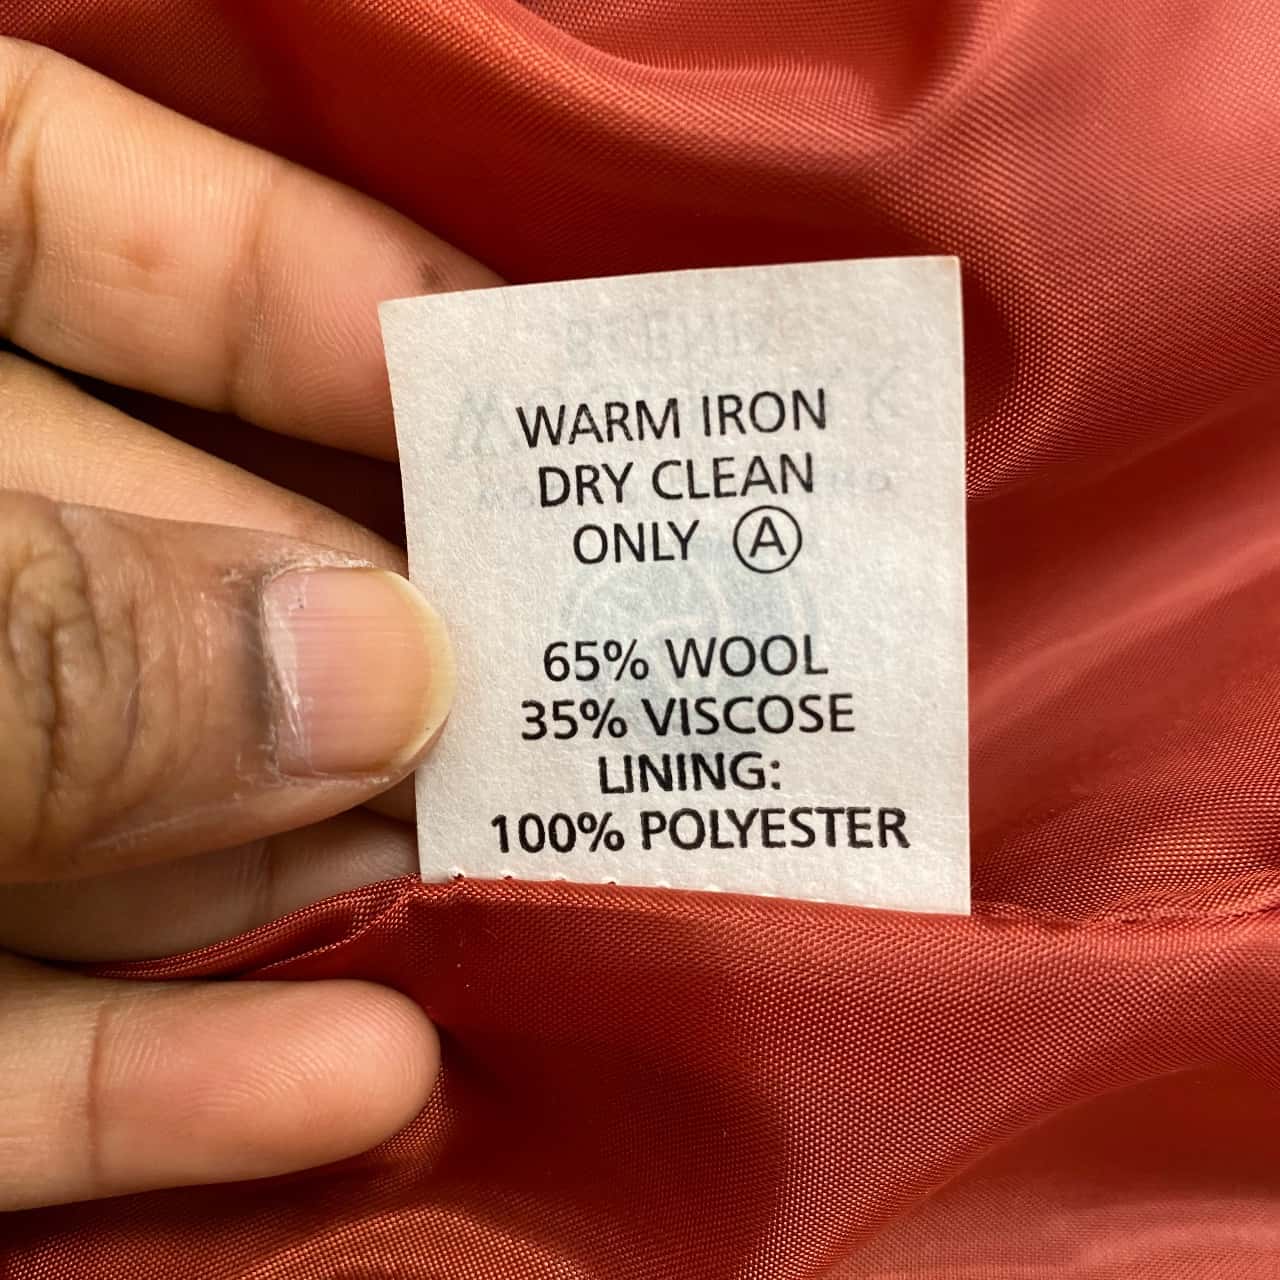 WARM IRON
DRY CLEAN
ONLY Ⓐ
65% WOOL
35% VISCOSE
LINING:
100% POLYESTER